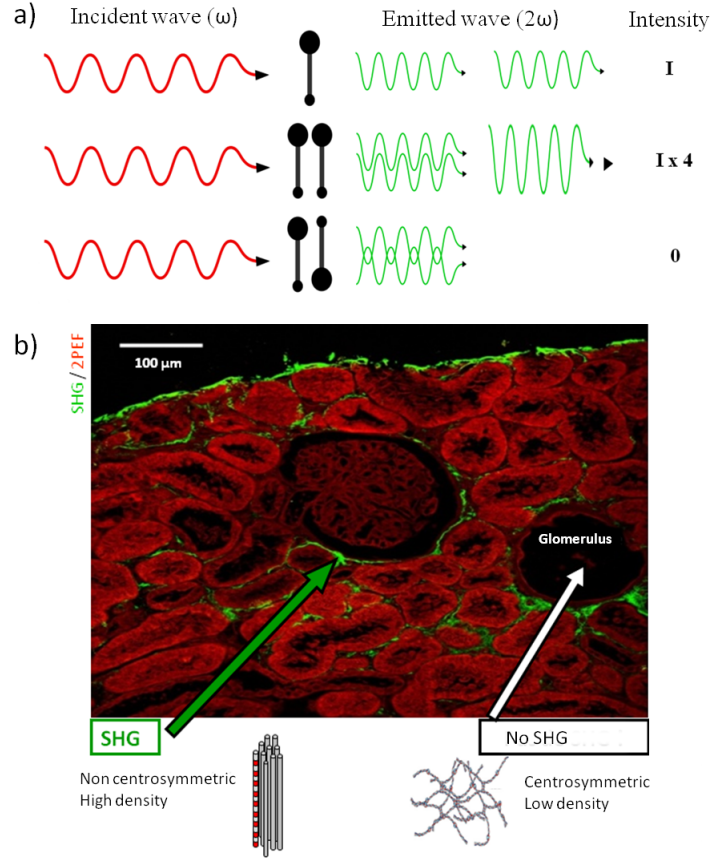 a)
Incident wave (ω)
Emitted wave (2ω)
Intensity
I
I x 4
0
b)
SHG / 2PEF
100 µm
Glomerulus
SHG
No SHG
Non centrosymmetric
High density
Centrosymmetric
Low density